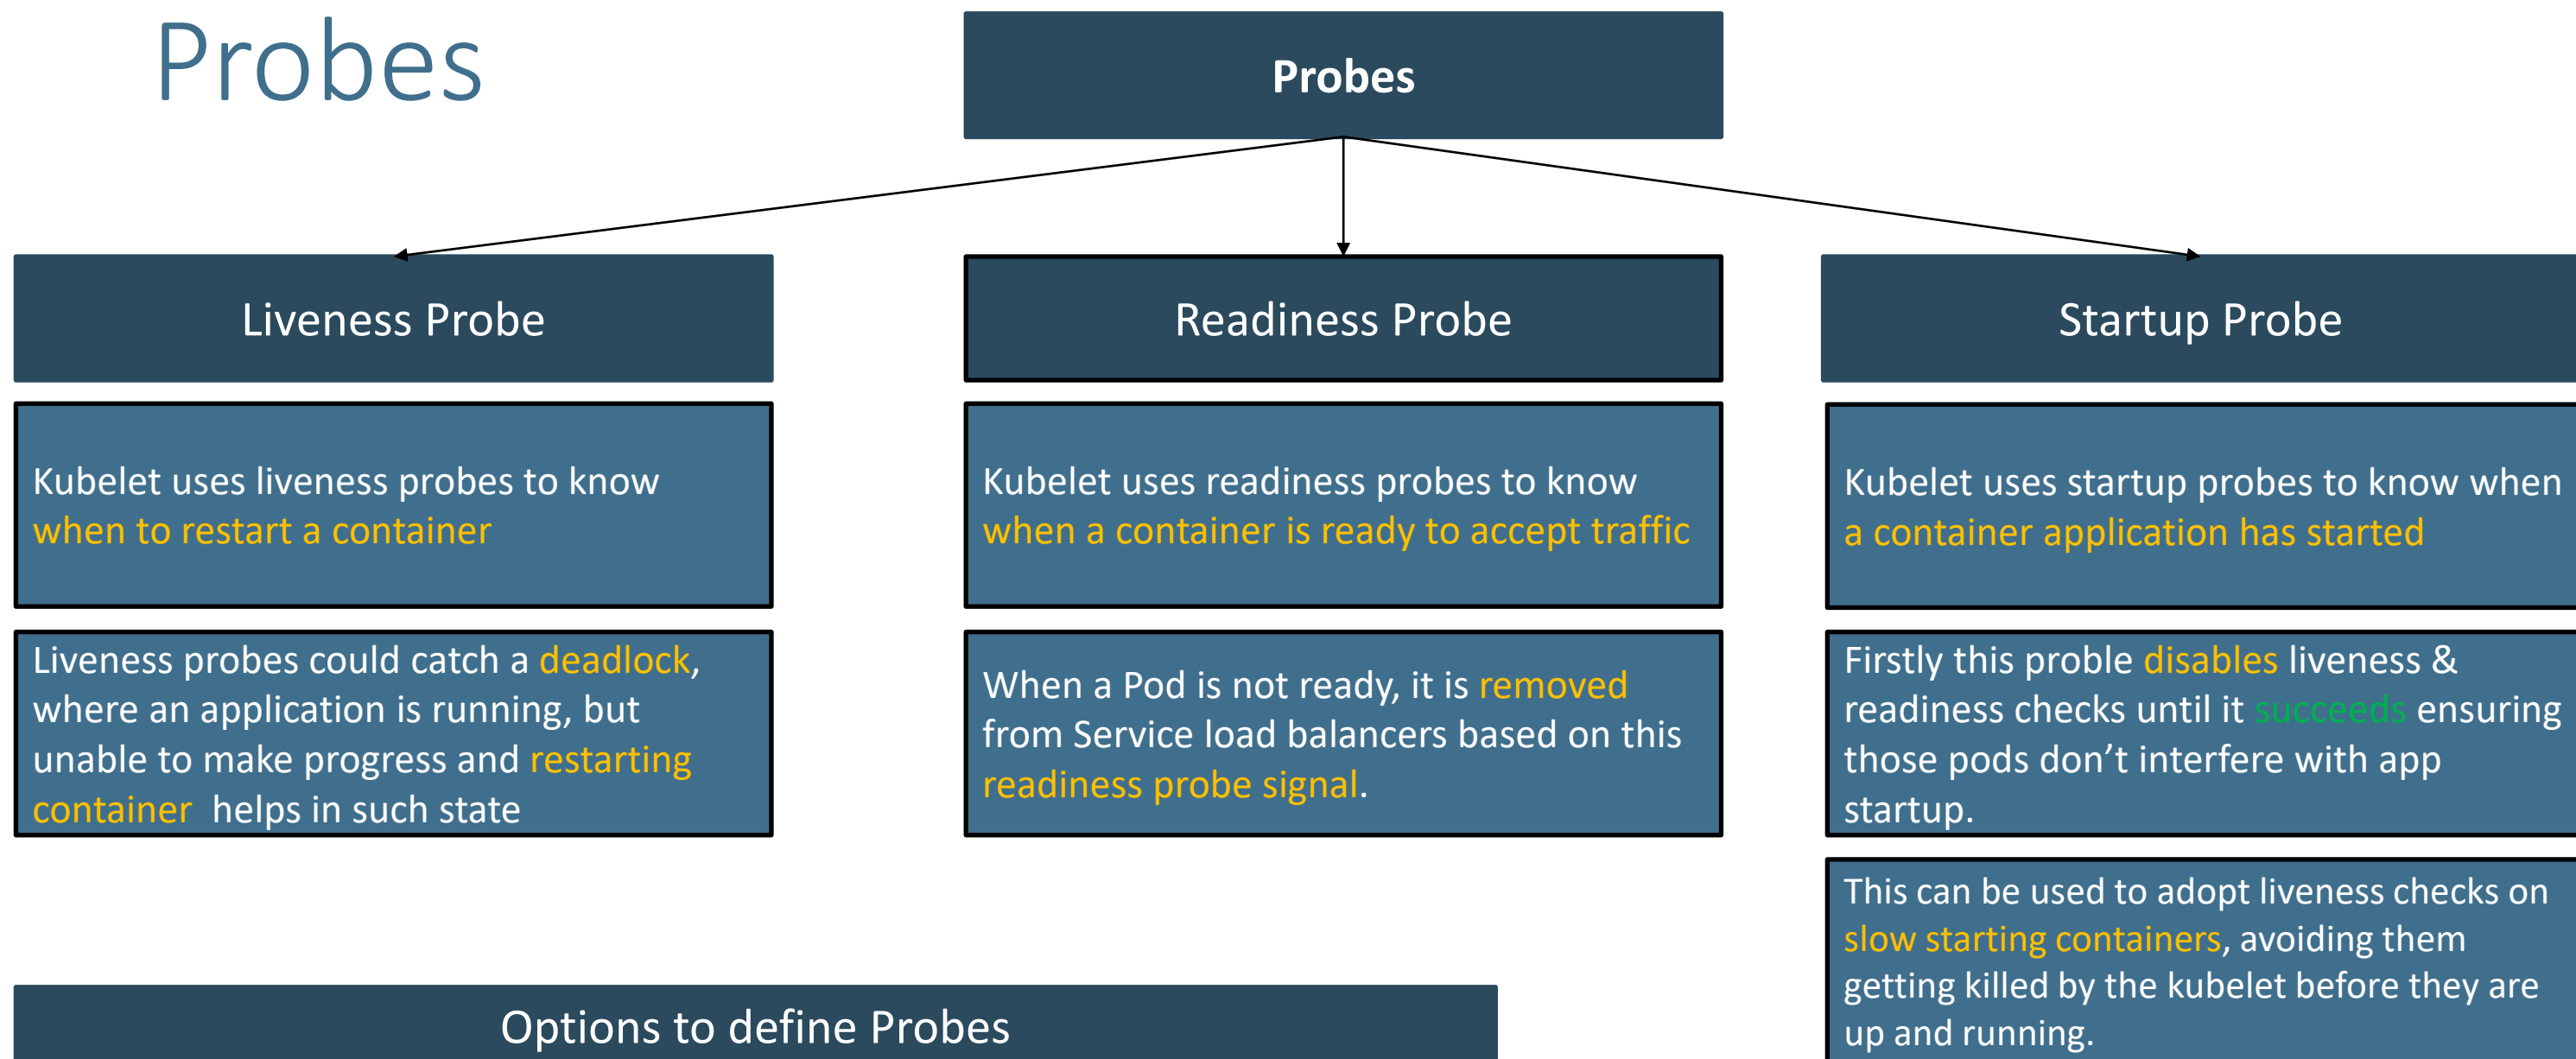 Probes
Probes
Liveness Probe
Kubelet uses liveness probes to know
when to restart a container
Liveness probes could catch a deadlock,
where an application is running, but
unable to make progress and restarting
container helps in such state
Readiness Probe
Kubelet uses readiness probes to know
when a container is ready to accept traffic
When a Pod is not ready, it is removed
from Service load balancers based on this
readiness probe signal.
Startup Probe
Kubelet uses startup probes to know when
a container application has started
Firstly this proble disables liveness &
readiness checks until it succeeds ensuring
those pods don’t interfere with app
startup.
This can be used to adopt liveness checks on
slow starting containers, avoiding them
getting killed by the kubelet before they are
up and running.
Options to define Probes